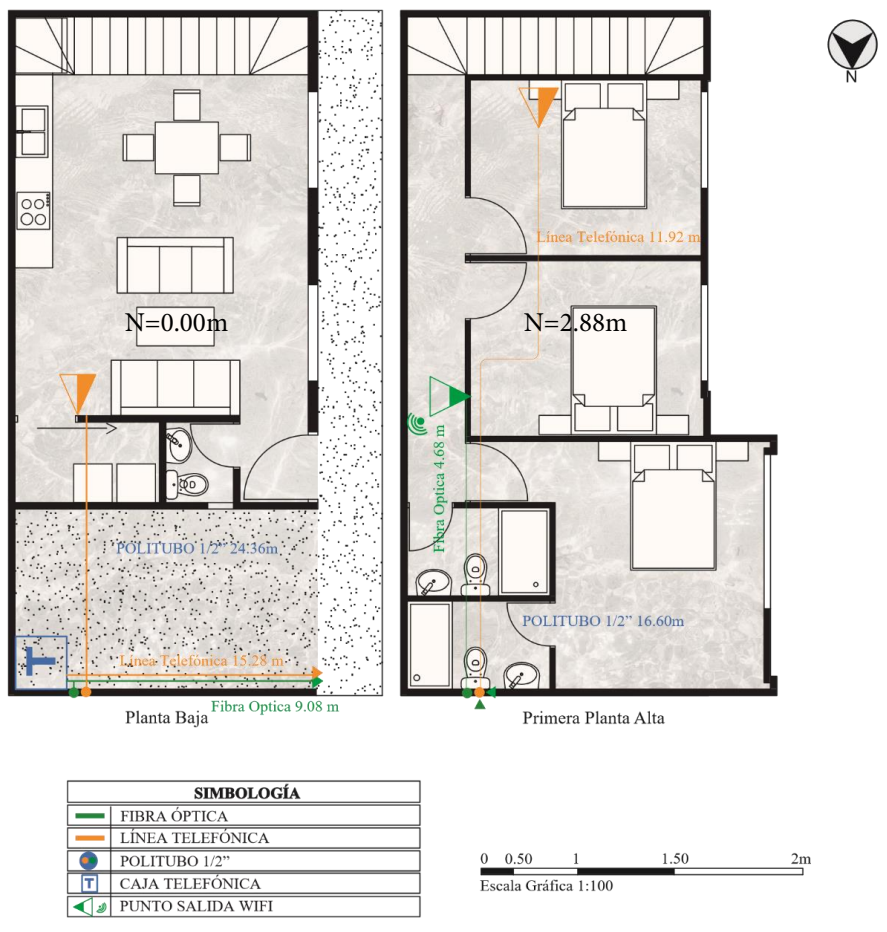 N
Línea Telefónica 11.92 m
N=0.00m
N=2.88m
Fibra Optica 4.68 m
POLITUBO 1/2” 24.36m
POLITUBO 1/2” 16.60m
T
Línea Telefónica 15.28 m
Fibra Optica 9.08 m
Planta Baja
Primera Planta Alta
SIMBOLOGÍA
FIBRA ÓPTICA
LÍNEA TELEFÓNICA
POLITUBO 1/2”
T CAJA TELEFÓNICA
PUNTO SALIDA WIFI
0 0.50 1 1.50 2m
Escala Gráfica 1:100